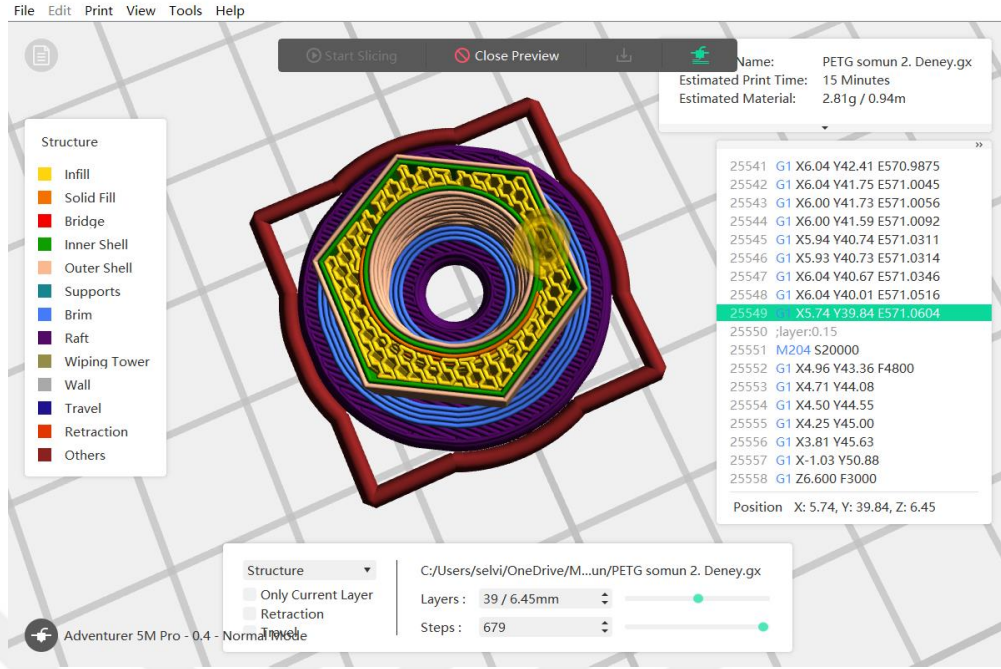 File Edit Print View Tools Help
Start Slicing Close Preview
Name: PETG somun 2. Deney.gx
Estimated Print Time: 15 Minutes
Estimated Material: 2.81g / 0.94m
Structure
Infill
Solid Fill
Bridge
Inner Shell
Outer Shell
Supports
Brim
Raft
Wiping Tower
Wall
Travel
Retraction
Others
25541 G1 X6.04 Y42.41 E570.9875
25542 G1 X6.04 Y41.75 E571.0045
25543 G1 X6.00 Y41.73 E571.0056
25544 G1 X6.00 Y41.59 E571.0092
25545 G1 X5.94 Y40.74 E571.0311
25546 G1 X5.93 Y40.73 E571.0314
25547 G1 X6.04 Y40.67 E571.0346
25548 G1 X6.04 Y40.01 E571.0516
25549 G1 X5.74 Y39.84 E571.0604
25550 ;layer:0.15
25551 M204 S20000
25552 G1 X4.96 Y43.36 F4800
25553 G1 X4.71 Y44.08
25554 G1 X4.50 Y44.55
25555 G1 X4.25 Y45.00
25556 G1 X3.81 Y45.63
25557 G1 X-1.03 Y50.88
25558 G1 Z6.600 F3000
Position X: 5.74, Y: 39.84, Z: 6.45
Structure
Only Current Layer
Retraction
Travel
C:/Users/selvi/OneDrive/M...un/PETG somun 2. Deney.gx
Layers : 39 / 6.45mm
Steps : 679
Adventurer 5M Pro - 0.4 - Normal Mode